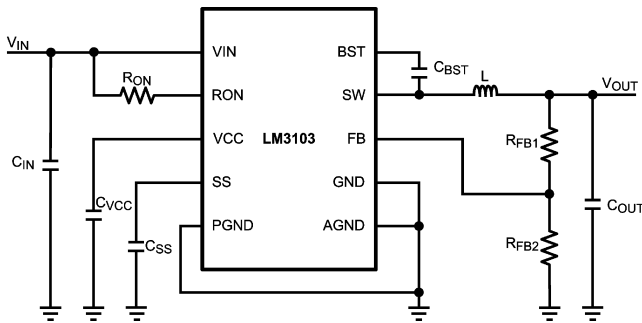 VIN
VIN
BST
CBST
L
VOUT
RON
RON
SW
VCC
LM3103
FB
RFB1
CIN
SS
GND
CVCC
COUT
PGND
AGND
CSS
RFB2